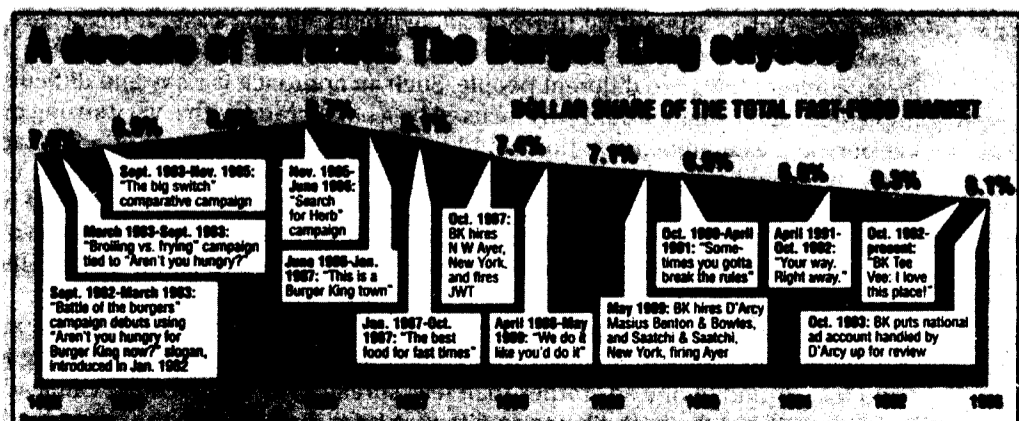 A decade of turmoil: The Burger King odyssey
DOLLAR SHARE OF THE TOTAL FAST-FOOD MARKET
8.7%
7.4%
7.1%
6.1%
Sept. 1983-Nov. 1985:
"The big switch"
comparative campaign
March 1983-Sept. 1983:
"Broiling vs. frying" campaign
tied to "Aren't you hungry?"
Sept. 1982-March 1983:
"Battle of the burgers"
campaign debuts using
"Aren't you hungry for
Burger King now?" slogan,
introduced in Jan. 1982
Nov. 1985-
June 1986:
"Search
for Herb"
campaign
June 1986-Jan.
1987: "This is a
Burger King town"
Jan. 1987-Oct.
1987: "The best
food for fast times"
Oct. 1987:
BK hires
N W Ayer,
New York,
and fires
JWT
April 1988-May
1989: "We do it
like you'd do it"
May 1989: BK hires D'Arcy
Masius Benton & Bowles,
and Saatchi & Saatchi,
New York, firing Ayer
Oct. 1989-April
1991: "Some-
times you gotta
break the rules"
April 1991-
Oct. 1992:
"Your way.
Right away."
Oct. 1992-
present:
"BK Tee
Vee: I love
this place!"
Oct. 1993: BK puts national
ad account handled by
D'Arcy up for review